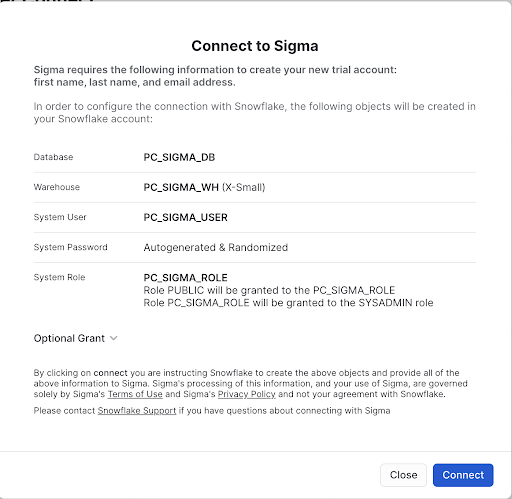 Connect to Sigma
Sigma requires the following information to create your new trial account:
first name, last name, and email address.
In order to configure the connection with Snowflake, the following objects will be created in
your Snowflake account:
Database PC_SIGMA_DB
Warehouse PC_SIGMA_WH (X-Small)
System User PC_SIGMA_USER
System Password Autogenerated & Randomized
System Role PC_SIGMA_ROLE
Role PUBLIC will be granted to the PC_SIGMA_ROLE
Role PC_SIGMA_ROLE will be granted to the SYSADMIN role
Optional Grant
By clicking on connect you are instructing Snowflake to create the above objects and provide all of the
above information to Sigma. Sigma's processing of this information, and your use of Sigma, are governed
solely by Sigma's Terms of Use and Sigma's Privacy Policy and not your agreement with Snowflake.
Please contact Snowflake Support if you have questions about connecting with Sigma
Close Connect